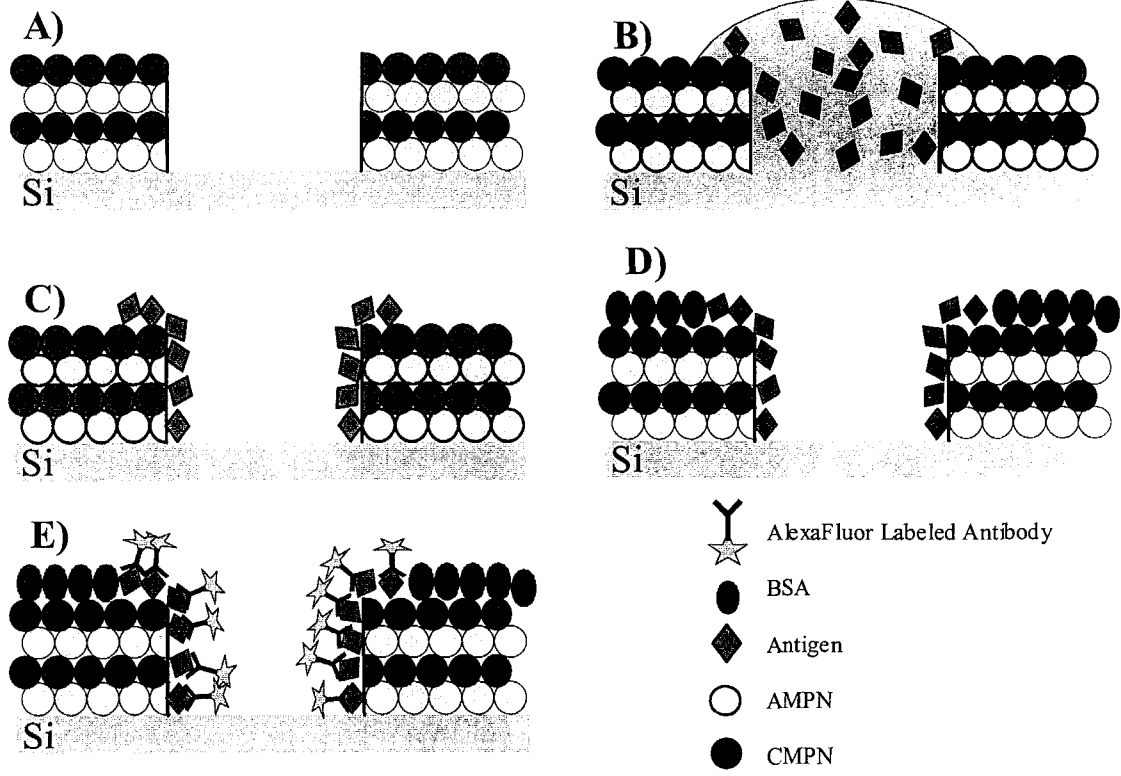 A)
Si
B)
Si
C)
Si
D)
Si
E)
Si
AlexaFluor Labeled Antibody
BSA
Antigen
AMPN
CMPN